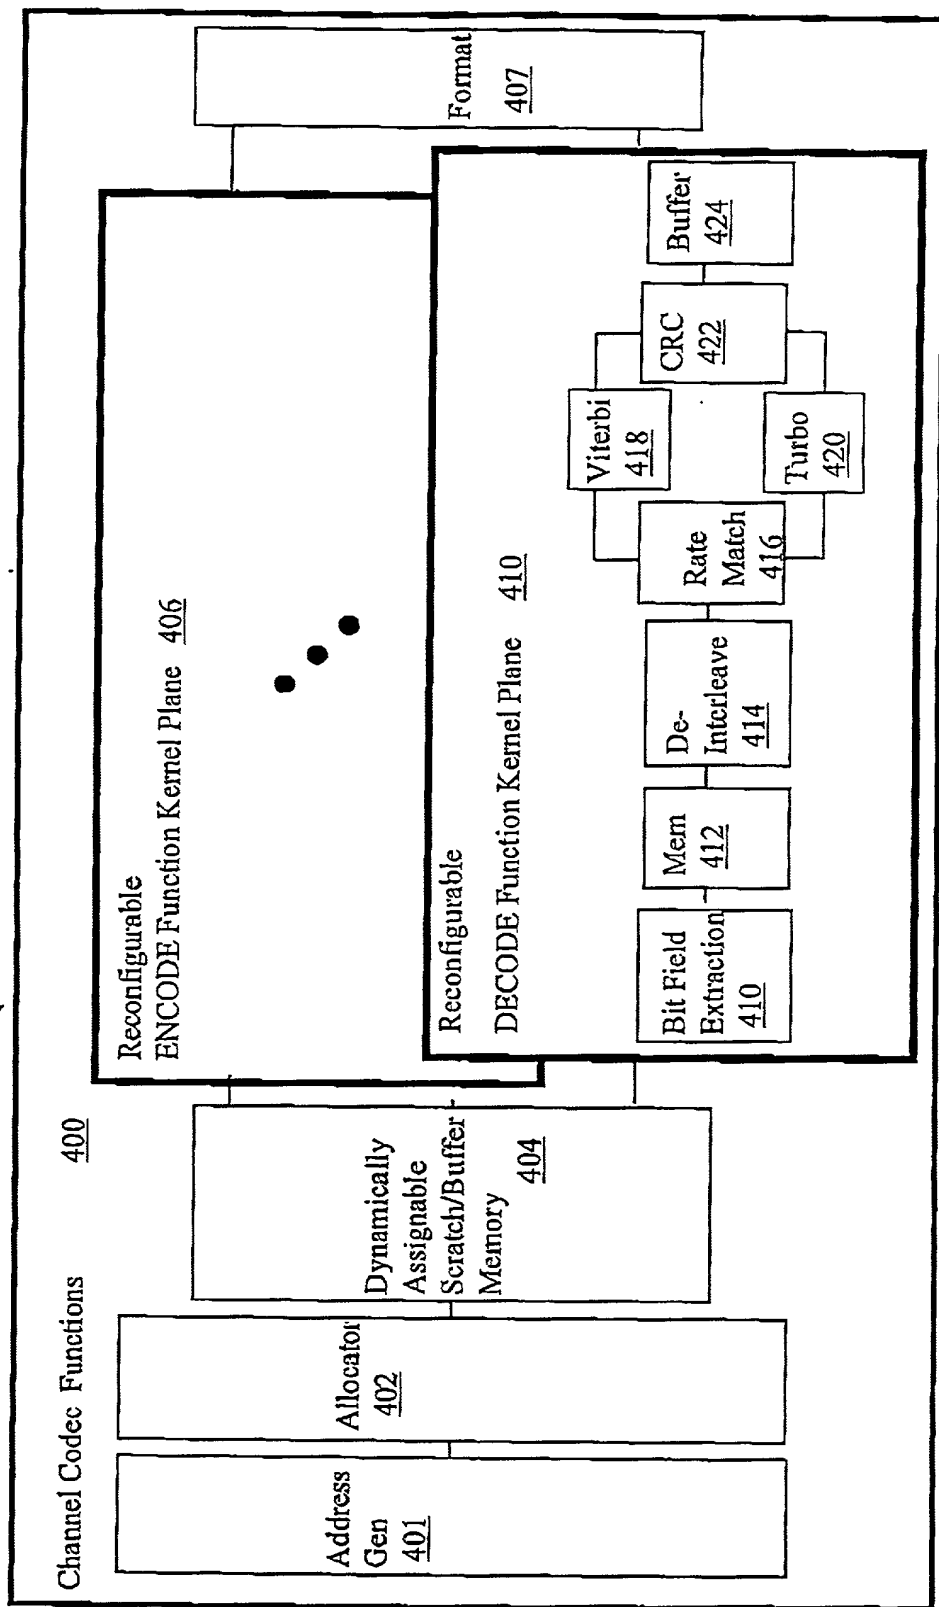 Channel Codec Functions 400
Address
Gen
401
Allocator
402
Dynamically
Assignable
Scratch/Buffer
Memory 404
Reconfigurable
ENCODE Function Kernel Plane 406
Reconfigurable
DECODE Function Kernel Plane 410
Bit Field
Extraction
410
Mem
412
De-
Interleave
414
Rate
Match
416
Viterbi
418
Turbo
420
CRC
422
Buffer
424
Format
407